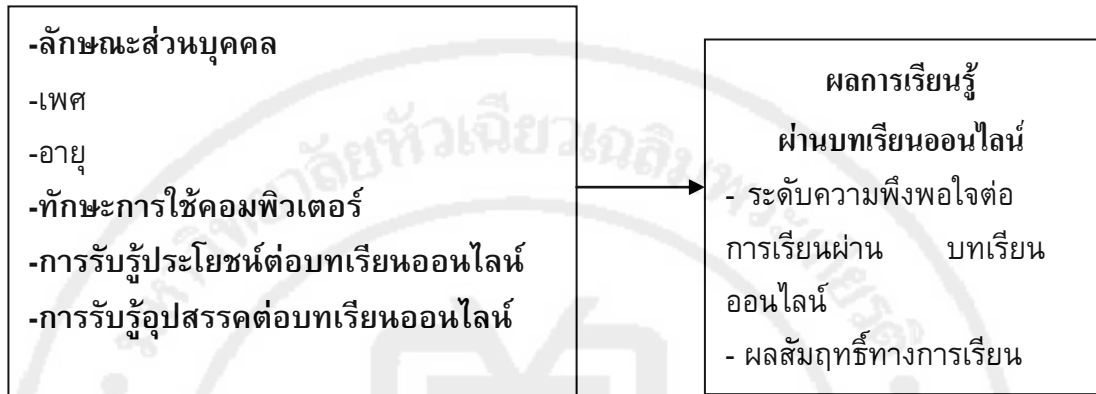 -ลักษณะส่วนบุคคล
-เพศ
-อายุ
-ทักษะการใช้คอมพิวเตอร์
-การรับรู้ประโยชน์ต่อบทเรียนออนไลน์
-การรับรู้อุปสรรคต่อบทเรียนออนไลน์
ผลการเรียนรู้
ผ่านบทเรียนออนไลน์
- ระดับความพึงพอใจต่อ
การเรียนผ่าน บทเรียน
ออนไลน์
- ผลสัมฤทธิ์ทางการเรียน